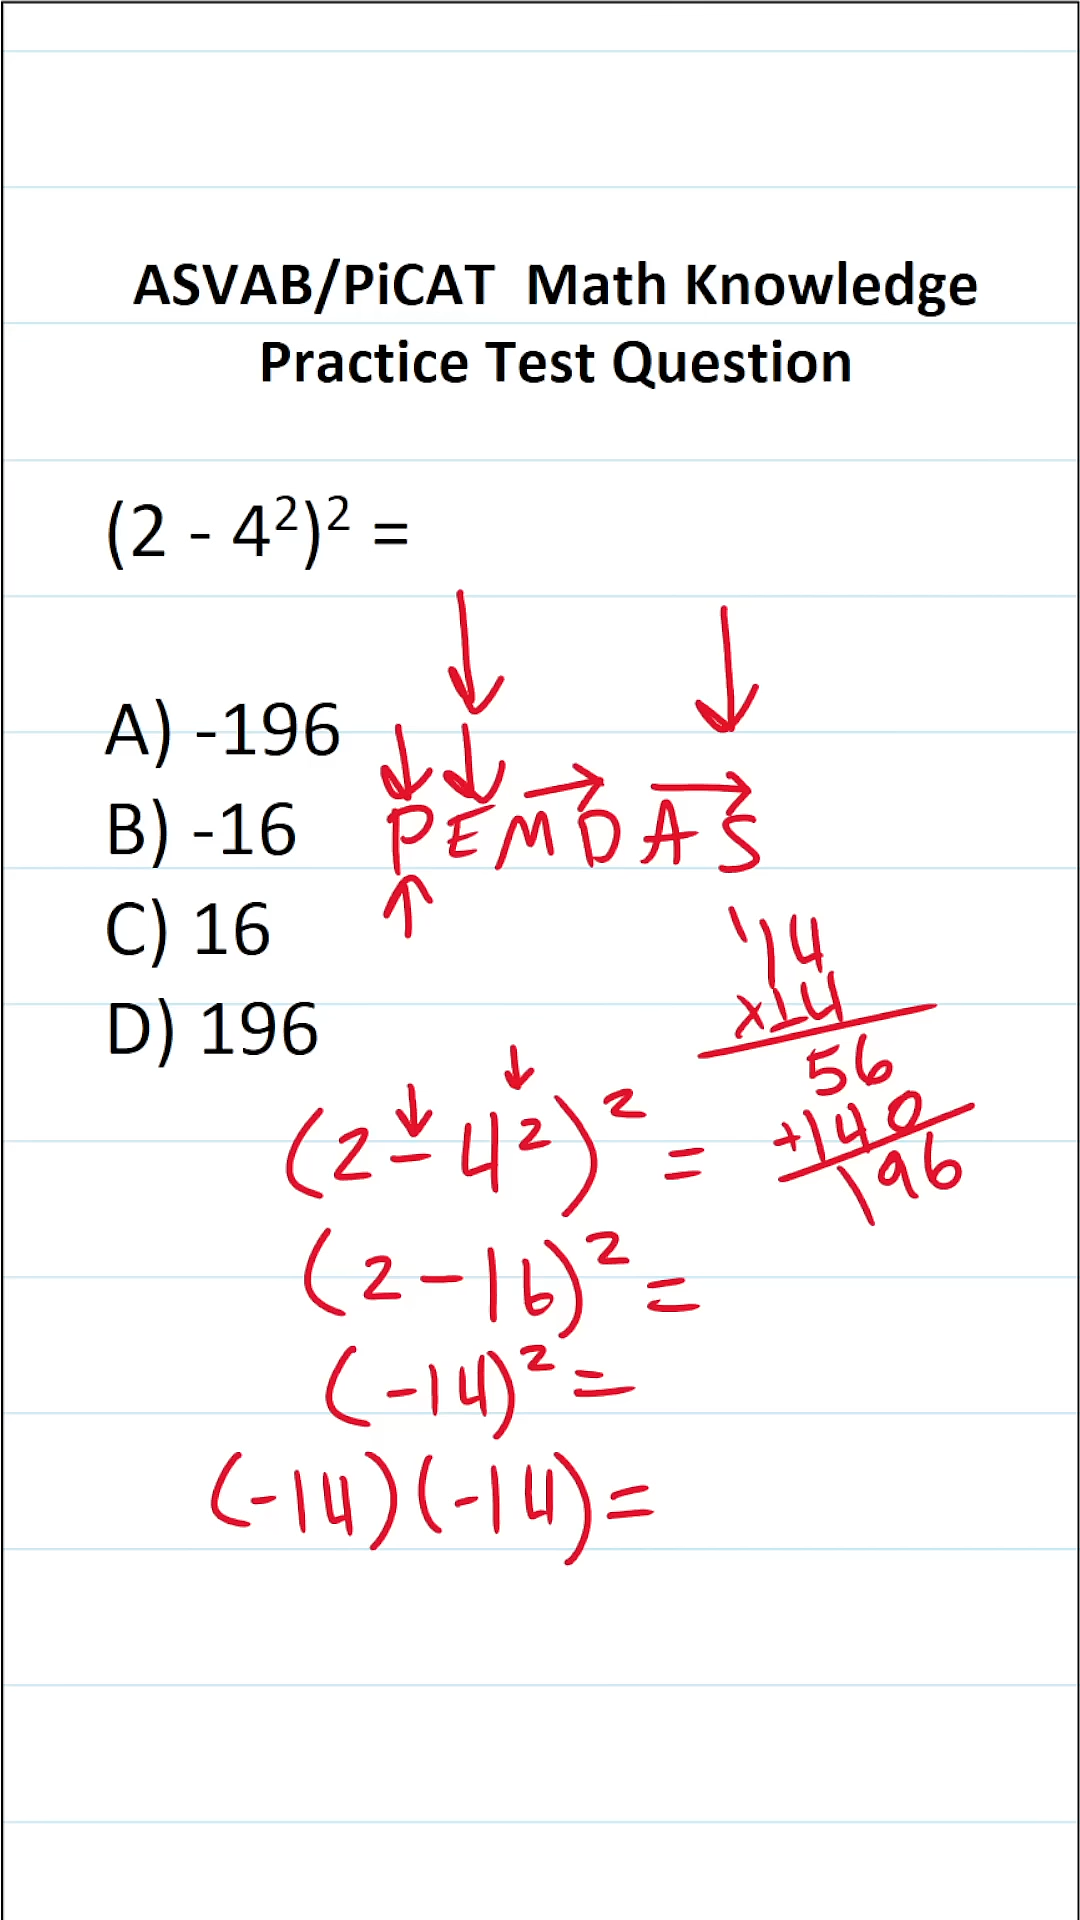 ASVAB/PiCAT Math Knowledge
Practice Test Question
(2 - 4²)² =
A) -196
B) -16
C) 16
D) 196
PEMDAS
1
14
x14
56
+140
196
(2-4²)² =
(2-16)² =
(-14)² =
(-14)(-14)=